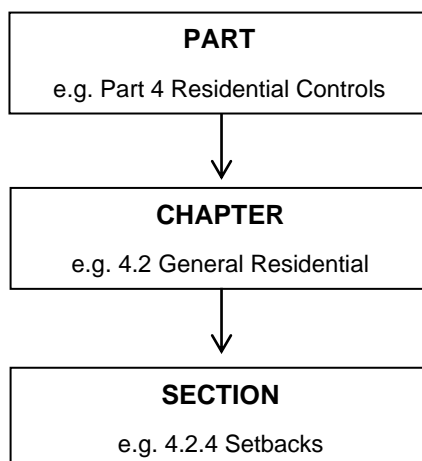 PART
e.g. Part 4 Residential Controls
CHAPTER
e.g. 4.2 General Residential
SECTION
e.g. 4.2.4 Setbacks